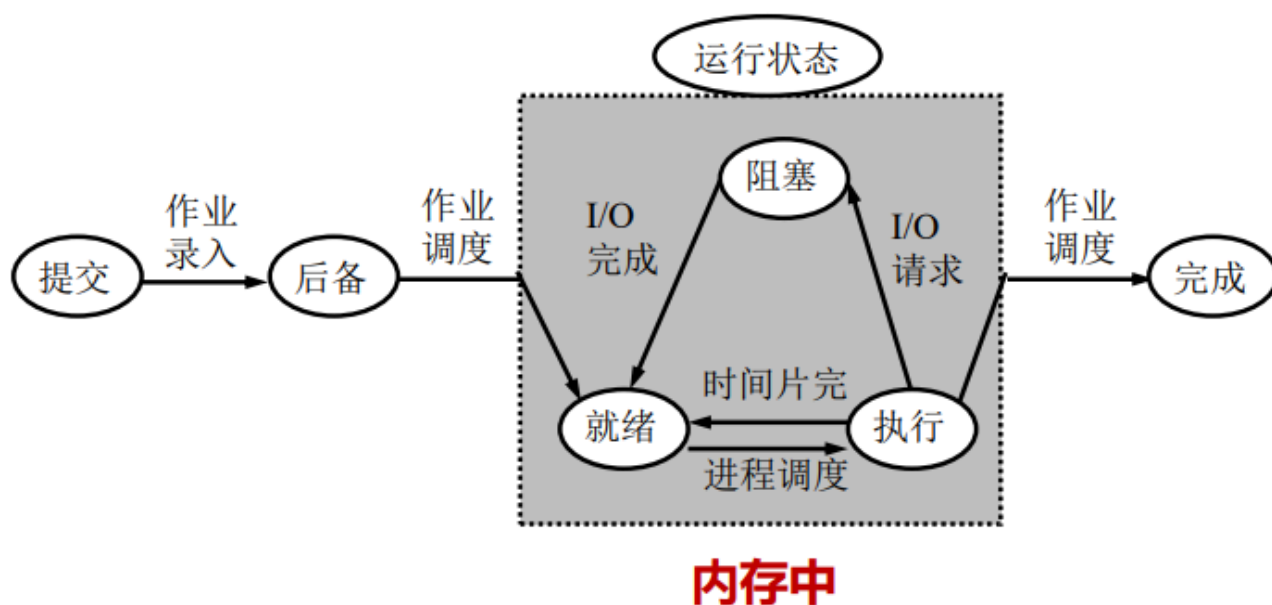 运行状态
阻塞
作业
录入
作业
调度
I/O
完成
I/O
请求
作业
调度
提交
后备
完成
时间片完
就绪
执行
进程调度
内存中